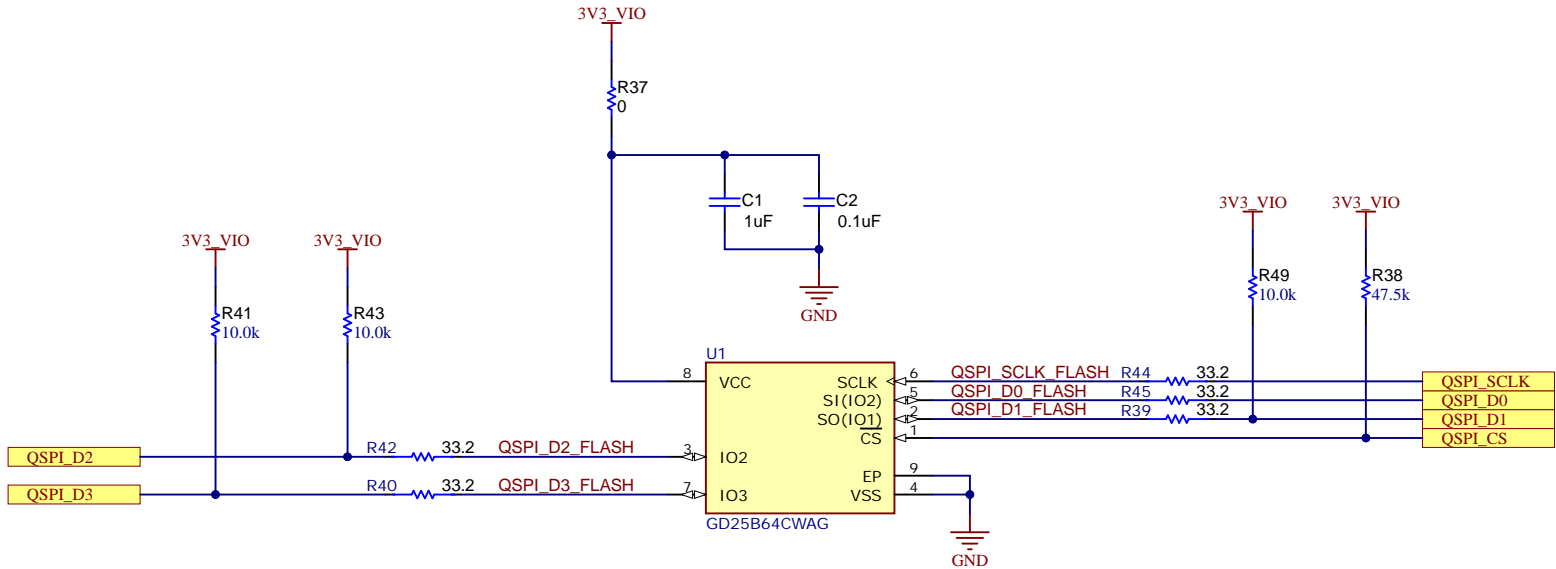 3V3_VIO
R37
0
C1
1uF
C2
0.1uF
GND
3V3_VIO
R41
10.0k
3V3_VIO
R43
10.0k
3V3_VIO
R49
10.0k
3V3_VIO
R38
47.5k
U1
8 VCC
SCLK 6 QSPI_SCLK_FLASH R44 33.2 QSPI_SCLK
SI(IO2) 5 QSPI_D0_FLASH R45 33.2 QSPI_D0
SO(IO1) 2 QSPI_D1_FLASH R39 33.2 QSPI_D1
CS 1 QSPI_CS
QSPI_D2 R42 33.2 QSPI_D2_FLASH 3 IO2
EP 9
QSPI_D3 R40 33.2 QSPI_D3_FLASH 7 IO3
VSS 4
GD25B64CWAG
GND